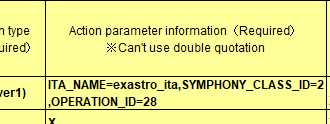 n type
Action parameter information (Required)
uired)
※Can't use double quotation
ver1)
ITA_NAME=exastro_ita,SYMPHONY_CLASS_ID=2
,OPERATION_ID=28